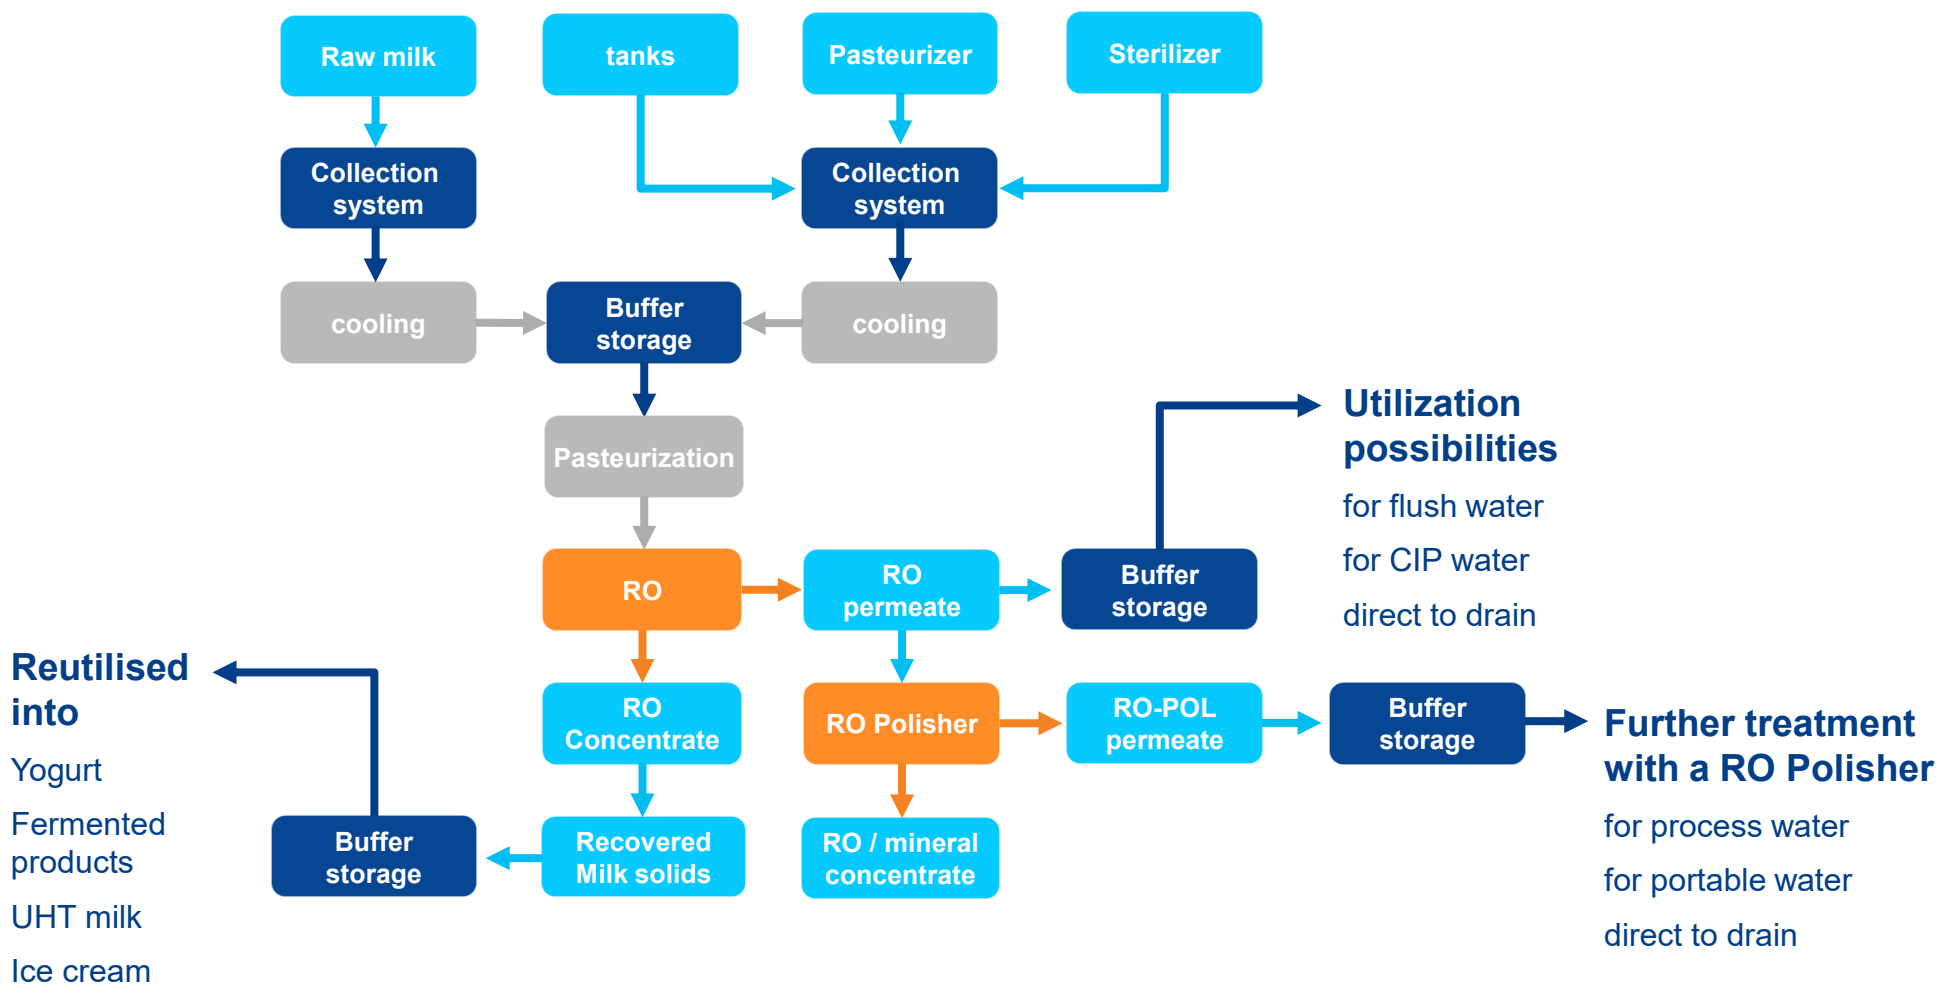 Raw milk
tanks
Pasteurizer
Sterilizer
Collection
system
Collection
system
cooling
Buffer
storage
cooling
Pasteurization
Utilization
possibilities
for flush water
for CIP water
direct to drain
RO
RO
permeate
Buffer
storage
Reutilised
into
Yogurt
Fermented
products
UHT milk
Ice cream
RO
Concentrate
RO Polisher
RO-POL
permeate
Buffer
storage
Further treatment
with a RO Polisher
for process water
for portable water
direct to drain
Buffer
storage
Recovered
Milk solids
RO / mineral
concentrate